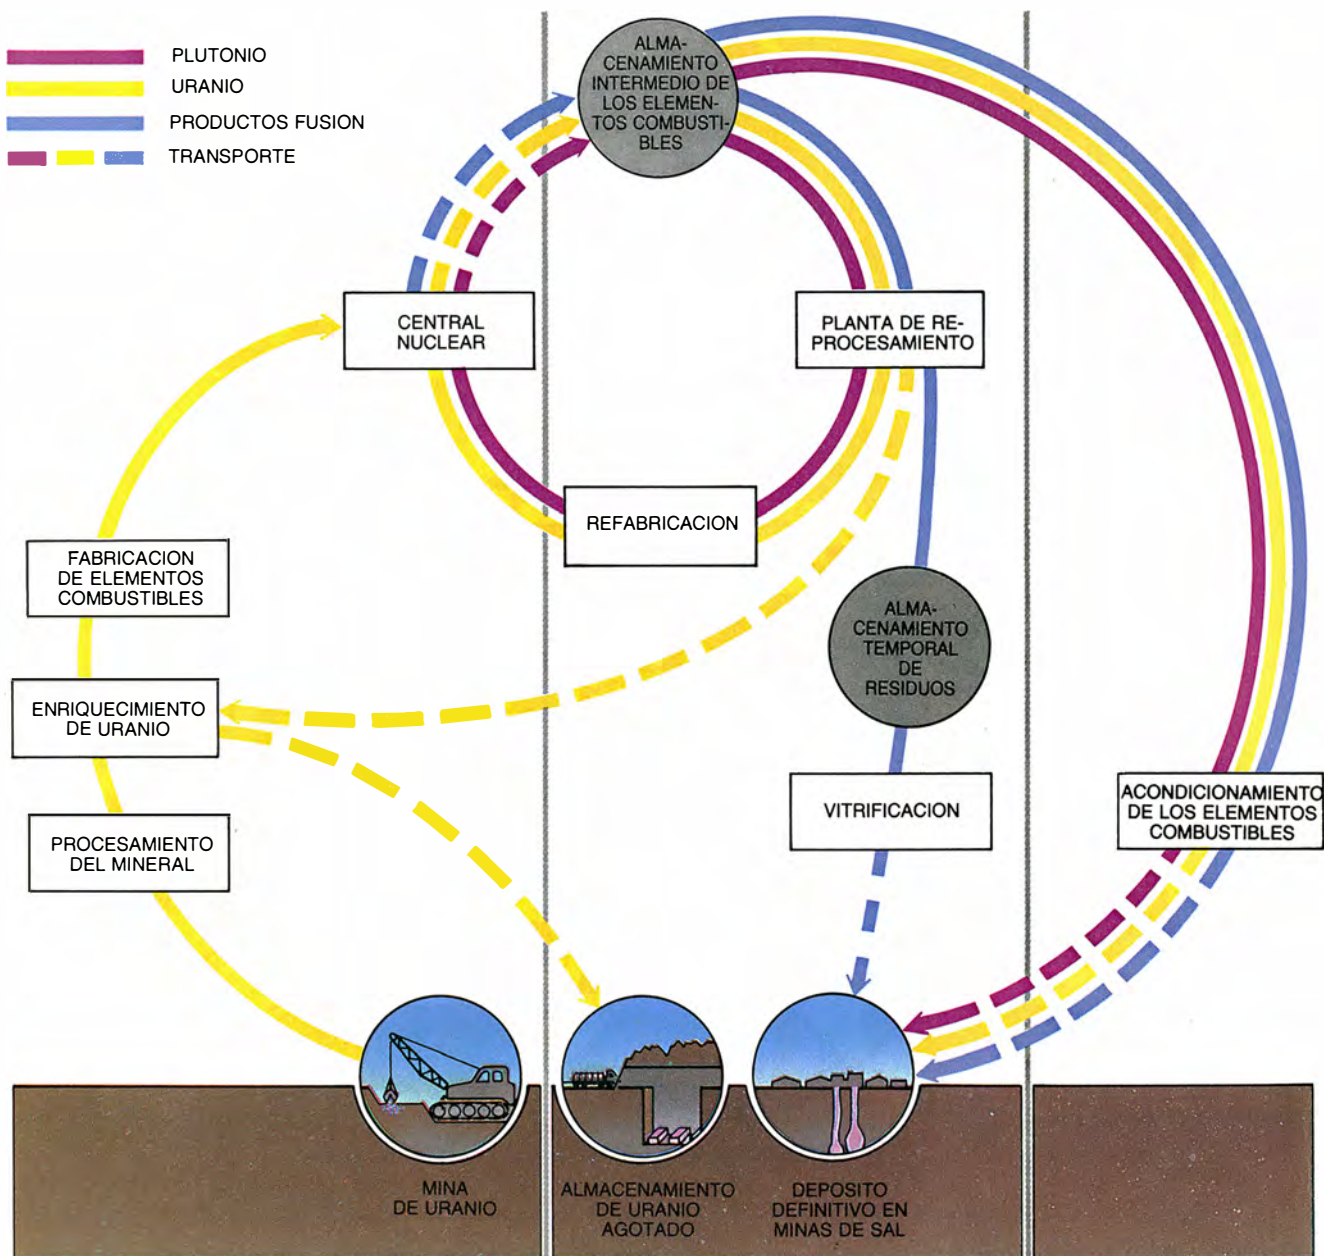 PLUTONIO
URANIO
PRODUCTOS FUSION
TRANSPORTE
ALMA-
CENAMIENTO
INTERMEDIO DE
LOS ELEMEN-
TOS COMBUSTI-
BLES
CENTRAL
NUCLEAR
PLANTA DE RE-
PROCESAMIENTO
REFABRICACION
FABRICACION
DE ELEMENTOS
COMBUSTIBLES
ALMA-
CENAMIENTO
TEMPORAL
DE
RESIDUOS
ENRIQUECIMIENTO
DE URANIO
VITRIFICACION
ACONDICIONAMIENTO
DE LOS ELEMENTOS
COMBUSTIBLES
PROCESAMIENTO
DEL MINERAL
MINA
DE URANIO
ALMACENAMIENTO
DE URANIO
AGOTADO
DEPOSITO
DEFINITIVO EN
MINAS DE SAL